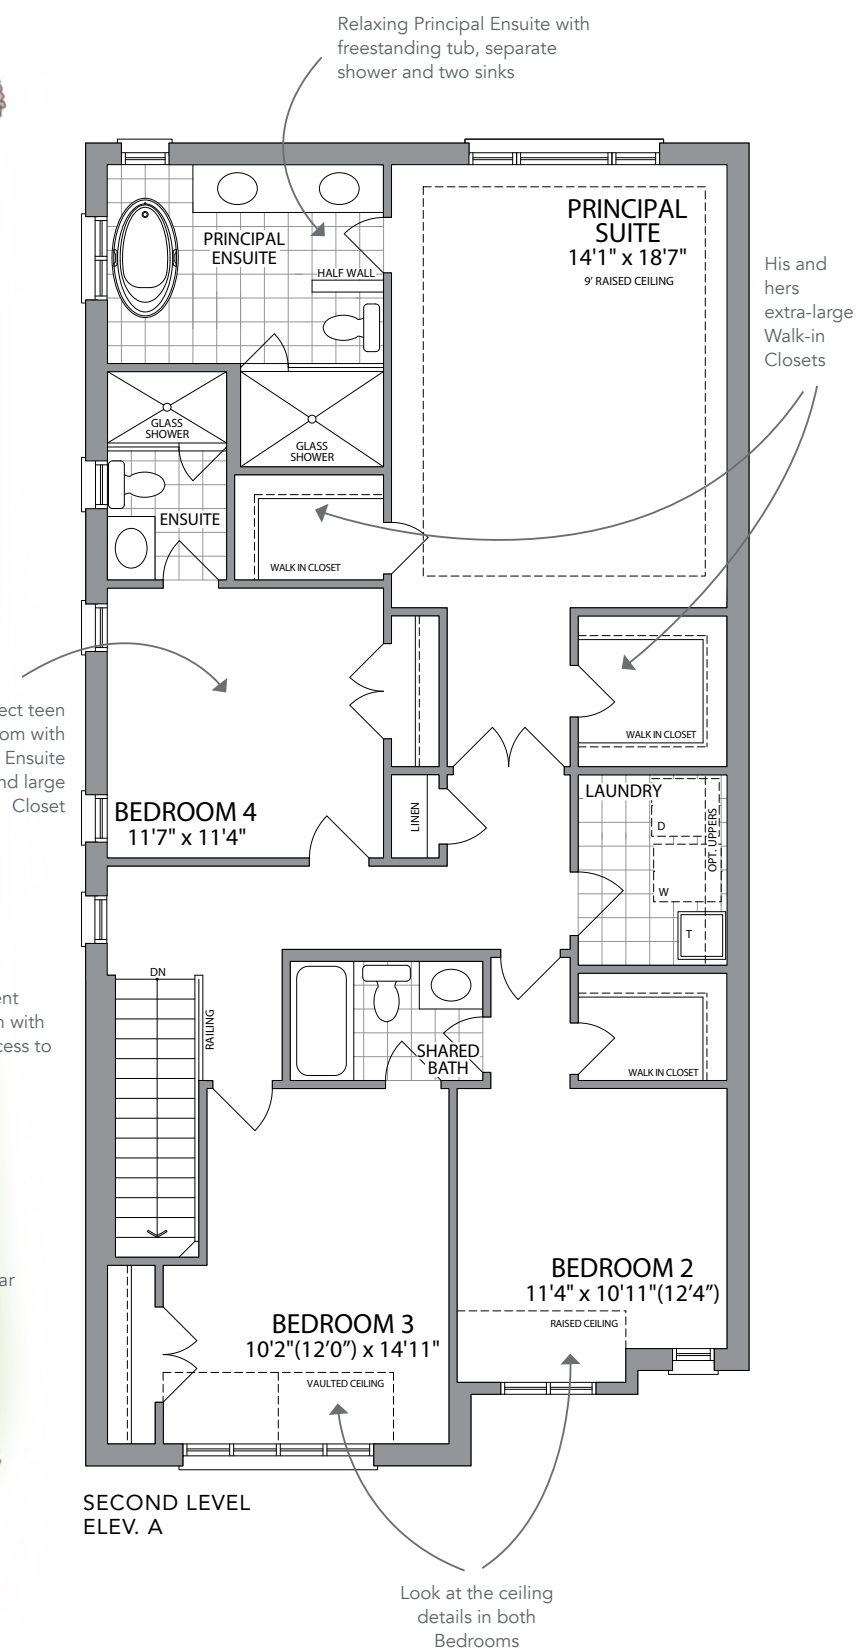 Relaxing Principal Ensuite with
freestanding tub, separate
shower and two sinks
PRINCIPAL
ENSUITE
HALF WALL
PRINCIPAL
SUITE
14'1" x 18'7"
9' RAISED CEILING
His and
hers
extra-large
Walk-in
Closets
GLASS
SHOWER
GLASS
SHOWER
ENSUITE
WALK IN CLOSET
WALK IN CLOSET
teen
with
Ensuite
large
Closet
BEDROOM 4
11'7" x 11'4"
LINEN
LAUNDRY
D
OPT. UPPERS
W
T
DN
RAILING
with
to
SHARED
BATH
WALK IN CLOSET
BEDROOM 2
11'4" x 10'11"(12’4”)
RAISED CEILING
BEDROOM 3
10'2"(12’0”) x 14'11"
VAULTED CEILING
SECOND LEVEL
ELEV. A
Look at the ceiling
details in both
Bedrooms